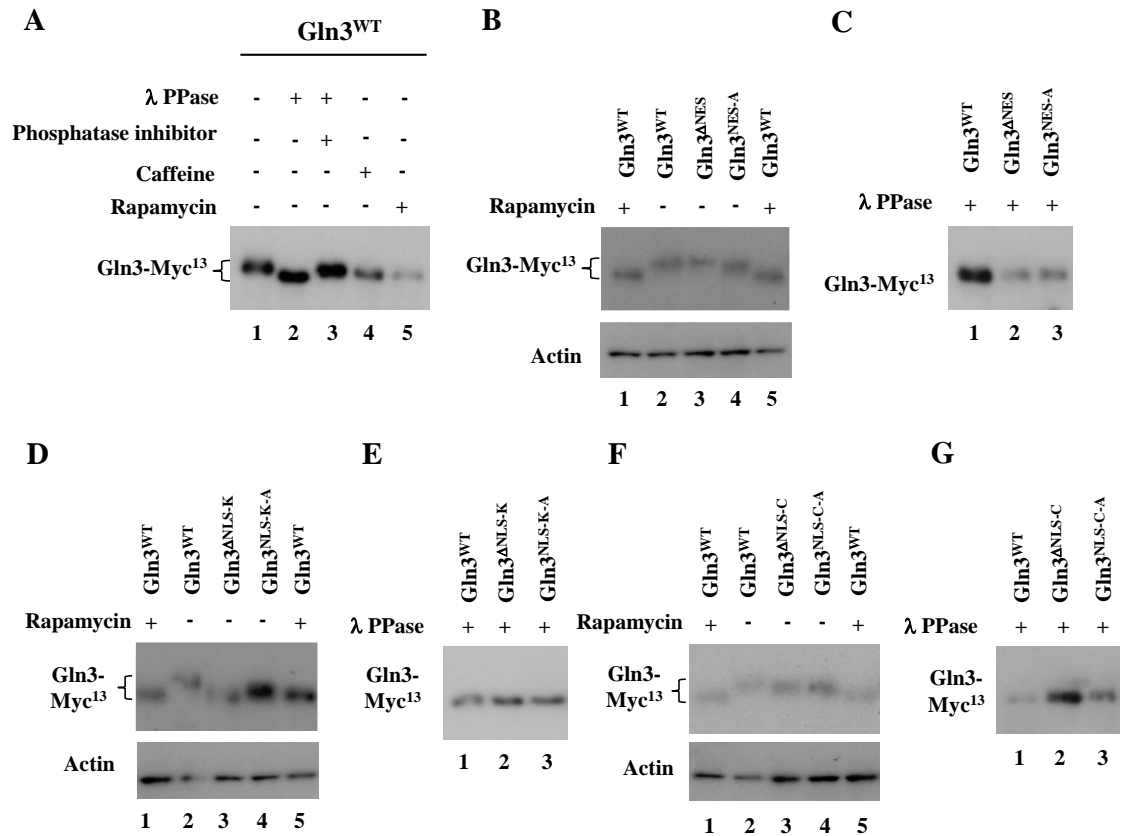 A
Gln3WT
λ PPase - + + - -
Phosphatase inhibitor - - + - -
Caffeine - - - + -
Rapamycin - - - - +
Gln3-Myc13
1 2 3 4 5
B
Gln3WT Gln3WT Gln3ΔNES Gln3NES-A Gln3WT
Rapamycin + - - - +
Gln3-Myc13
Actin
1 2 3 4 5
C
Gln3WT Gln3ΔNES Gln3NES-A
λ PPase + + +
Gln3-Myc13
1 2 3
D
Gln3WT Gln3WT Gln3ΔNLS-K Gln3NLS-K-A Gln3WT
Rapamycin + - - - +
Gln3-
Myc13
Actin
1 2 3 4 5
E
Gln3WT Gln3ΔNLS-K Gln3NLS-K-A
λ PPase + + +
Gln3-
Myc13
1 2 3
F
Gln3WT Gln3WT Gln3ΔNLS-C Gln3NLS-C-A Gln3WT
Rapamycin + - - - +
Gln3-
Myc13
Actin
1 2 3 4 5
G
Gln3WT Gln3ΔNLS-C Gln3NLS-C-A
λ PPase + + +
Gln3-
Myc13
1 2 3